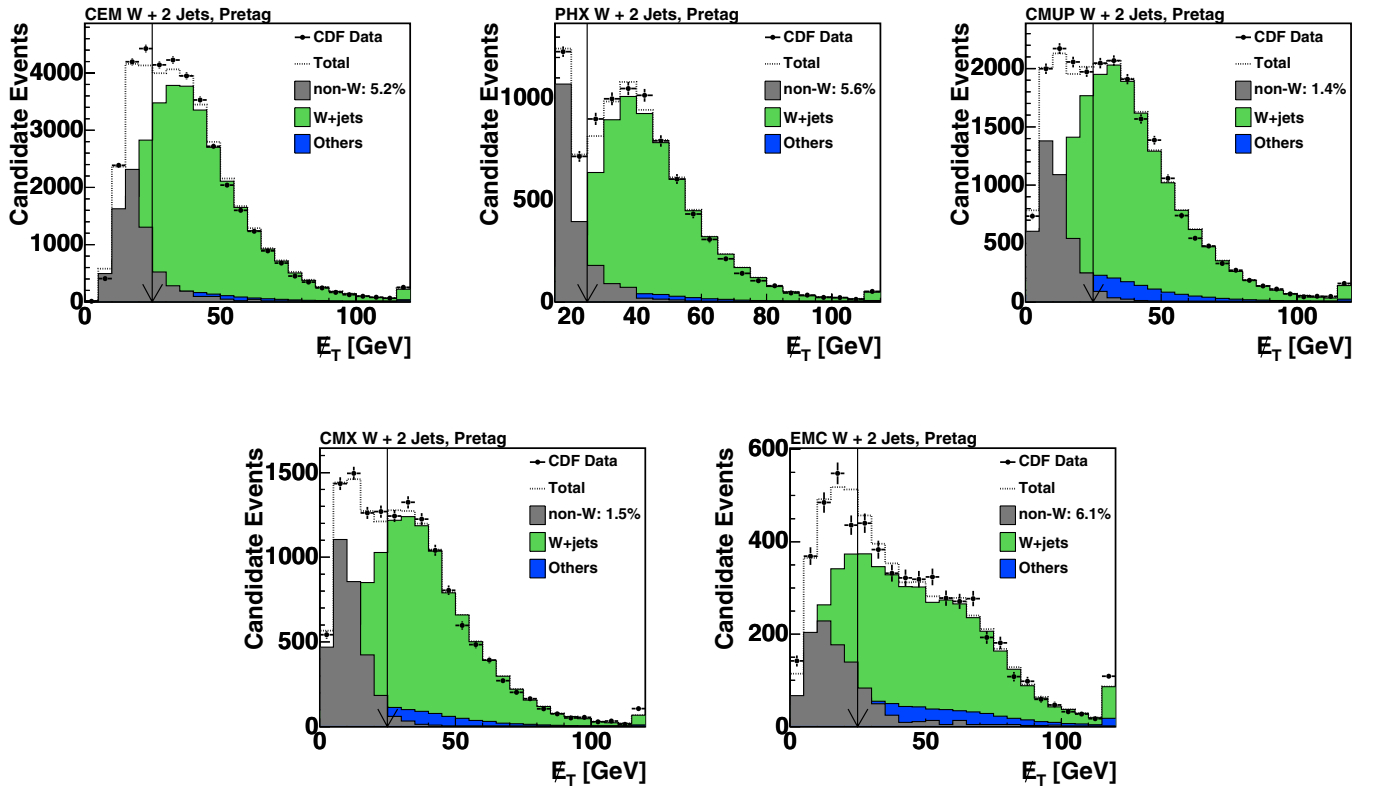 CEM W + 2 Jets, Pretag
Candidate Events
4000
3000
2000
1000
0
CDF Data
Total
non-W: 5.2%
W+jets
Others
0 50 100
E̸_T [GeV]
PHX W + 2 Jets, Pretag
Candidate Events
1000
500
0
CDF Data
Total
non-W: 5.6%
W+jets
Others
20 40 60 80 100
E̸_T [GeV]
CMUP W + 2 Jets, Pretag
Candidate Events
2000
1500
1000
500
0
CDF Data
Total
non-W: 1.4%
W+jets
Others
0 50 100
E̸_T [GeV]
CMX W + 2 Jets, Pretag
Candidate Events
1500
1000
500
0
CDF Data
Total
non-W: 1.5%
W+jets
Others
0 50 100
E̸_T [GeV]
EMC W + 2 Jets, Pretag
Candidate Events
600
400
200
0
CDF Data
Total
non-W: 6.1%
W+jets
Others
0 50 100
E̸_T [GeV]